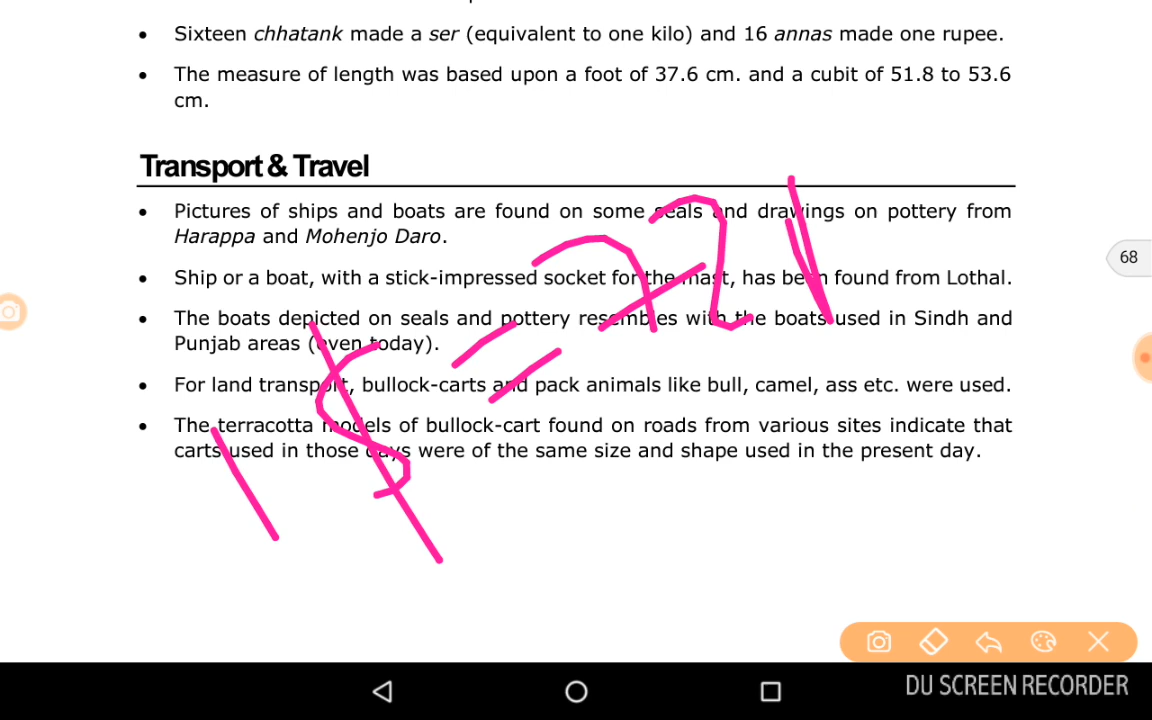 • Sixteen chhatank made a ser (equivalent to one kilo) and 16 annas made one rupee.
• The measure of length was based upon a foot of 37.6 cm. and a cubit of 51.8 to 53.6
cm.
Transport & Travel
• Pictures of ships and boats are found on some seals and drawings on pottery from
Harappa and Mohenjo Daro.
• Ship or a boat, with a stick-impressed socket for the mast, has been found from Lothal.
68
• The boats depicted on seals and pottery resembles with the boats used in Sindh and
Punjab areas (even today).
• For land transport, bullock-carts and pack animals like bull, camel, ass etc. were used.
• The terracotta models of bullock-cart found on roads from various sites indicate that
carts used in those days were of the same size and shape used in the present day.
1$ = 721
DU SCREEN RECORDER